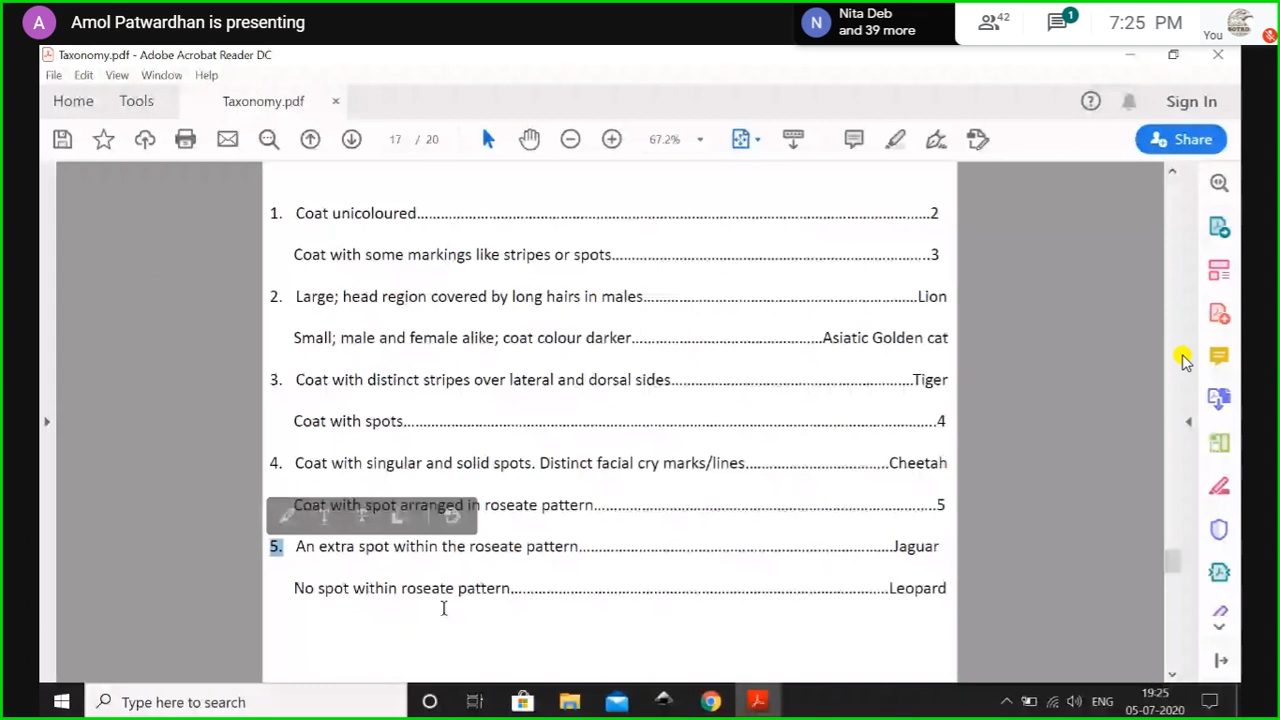 A Amol Patwardhan is presenting
N Nita Deb
and 39 more
42
1
7:25 PM
You
Taxonomy.pdf - Adobe Acrobat Reader DC
File Edit View Window Help
Home Tools Taxonomy.pdf × Sign In
17 / 20 67.2% Share
1. Coat unicoloured...........2
Coat with some markings like stripes or spots...........3
2. Large; head region covered by long hairs in males...........Lion
Small; male and female alike; coat colour darker...........Asiatic Golden cat
3. Coat with distinct stripes over lateral and dorsal sides...........Tiger
Coat with spots...........4
4. Coat with singular and solid spots. Distinct facial cry marks/lines...........Cheetah
Coat with spot arranged in roseate pattern...........5
5. An extra spot within the roseate pattern...........Jaguar
No spot within roseate pattern...........Leopard
Type here to search
ENG
19:25
05-07-2020